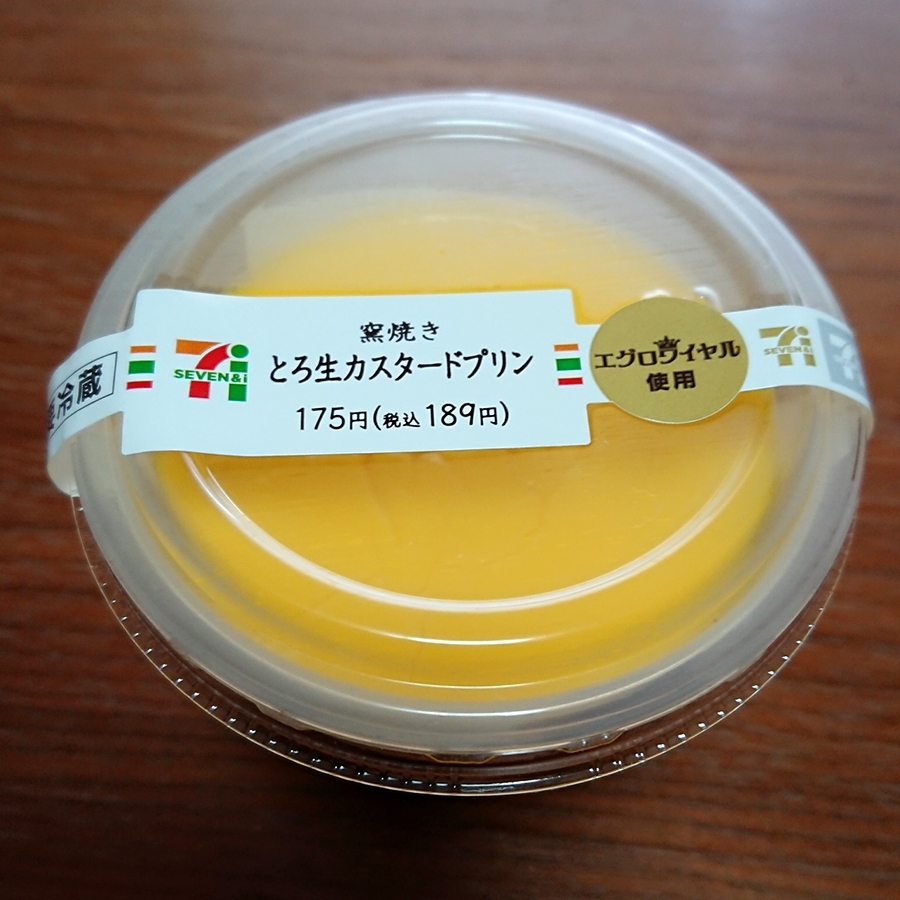 冷蔵
SEVEN&i
窯焼き
とろ生カスタードプリン
175円(税込189円)
エグロワイヤル
使用
SEVEN&i